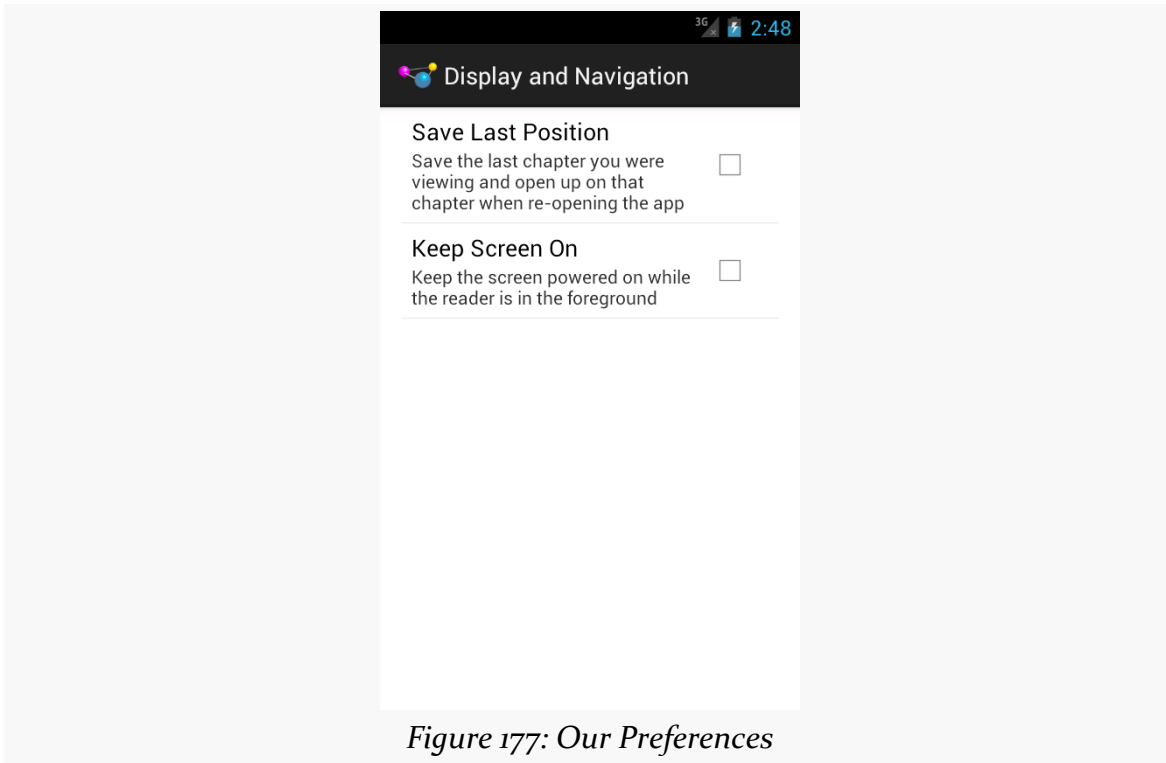 3G
2:48
Display and Navigation
Save Last Position
Save the last chapter you were
viewing and open up on that
chapter when re-opening the app
Keep Screen On
Keep the screen powered on while
the reader is in the foreground
Figure 177: Our Preferences